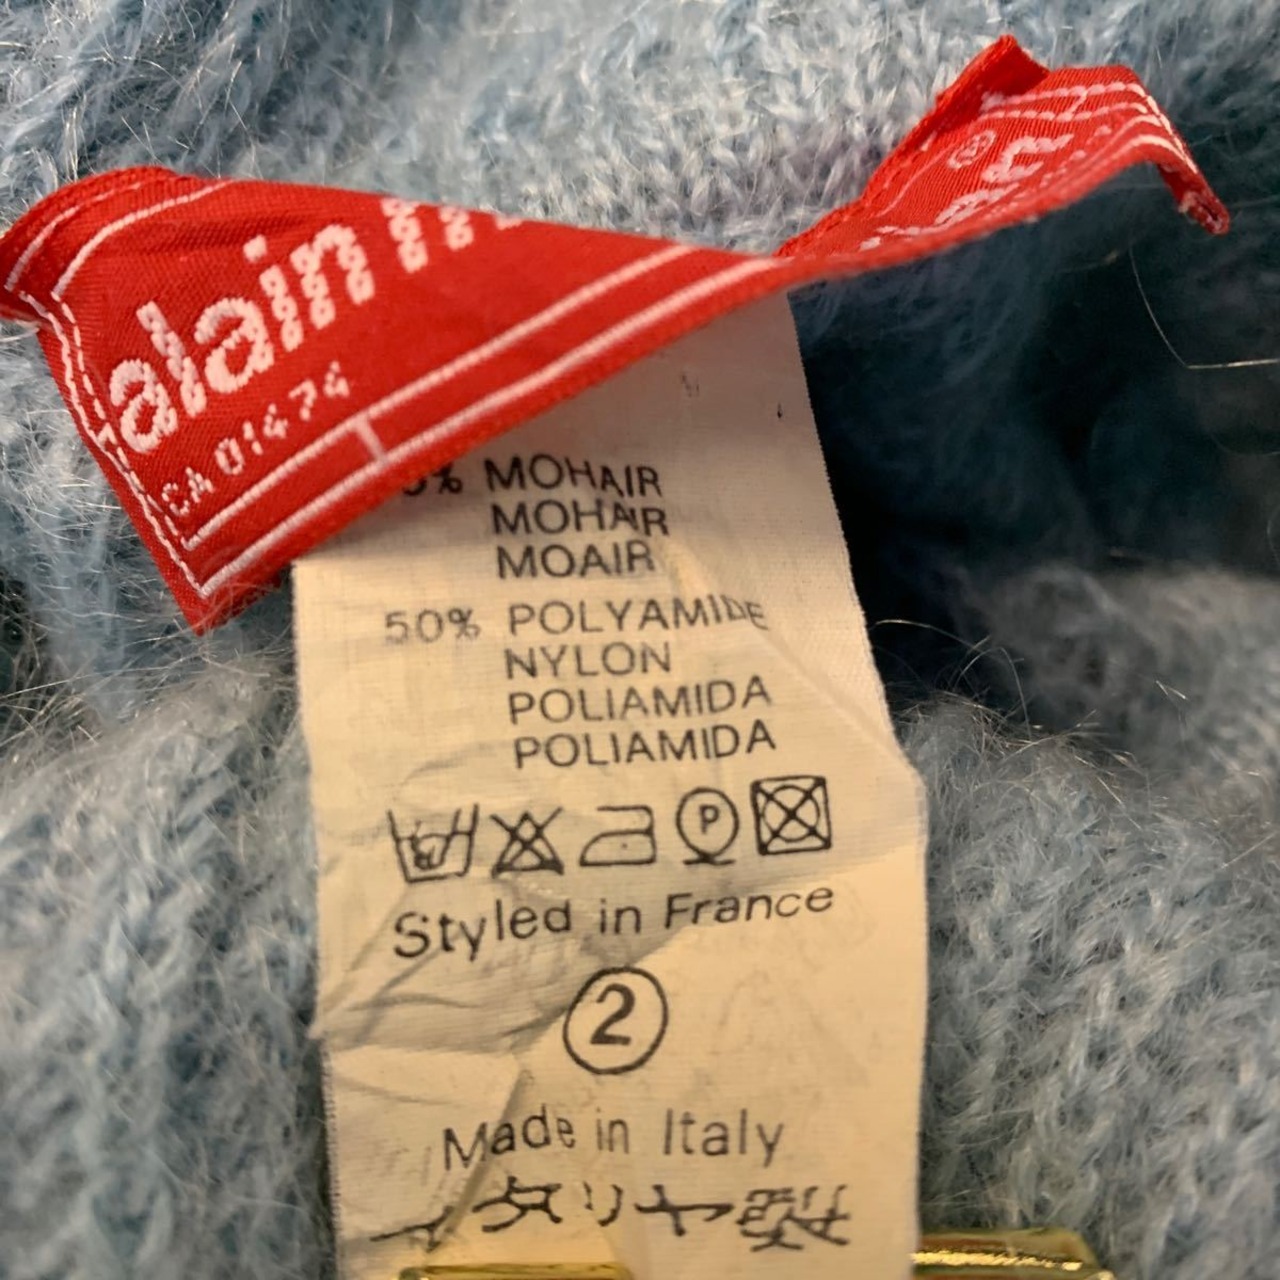 alain
CA 01474
% MOHAIR
MOHAIR
MOAIR
50% POLYAMIDE
NYLON
POLIAMIDA
POLIAMIDA
P
Styled in France
2
Made in Italy
イタリヤ製